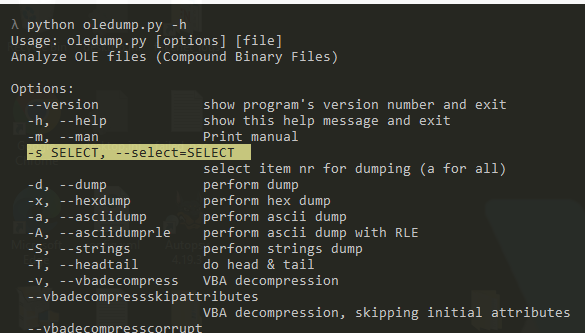 λ python oledump.py -h
Usage: oledump.py [options] [file]
Analyze OLE files (Compound Binary Files)
Options:
--version show program's version number and exit
-h, --help show this help message and exit
-m, --man Print manual
-s SELECT, --select=SELECT
select item nr for dumping (a for all)
-d, --dump perform dump
-x, --hexdump perform hex dump
-a, --asciidump perform ascii dump
-A, --asciidumprle perform ascii dump with RLE
-S, --strings perform strings dump
-T, --headtail do head & tail
-v, --vbadecompress VBA decompression
--vbadecompressskipattributes
VBA decompression, skipping initial attributes
--vbadecompresscorrupt